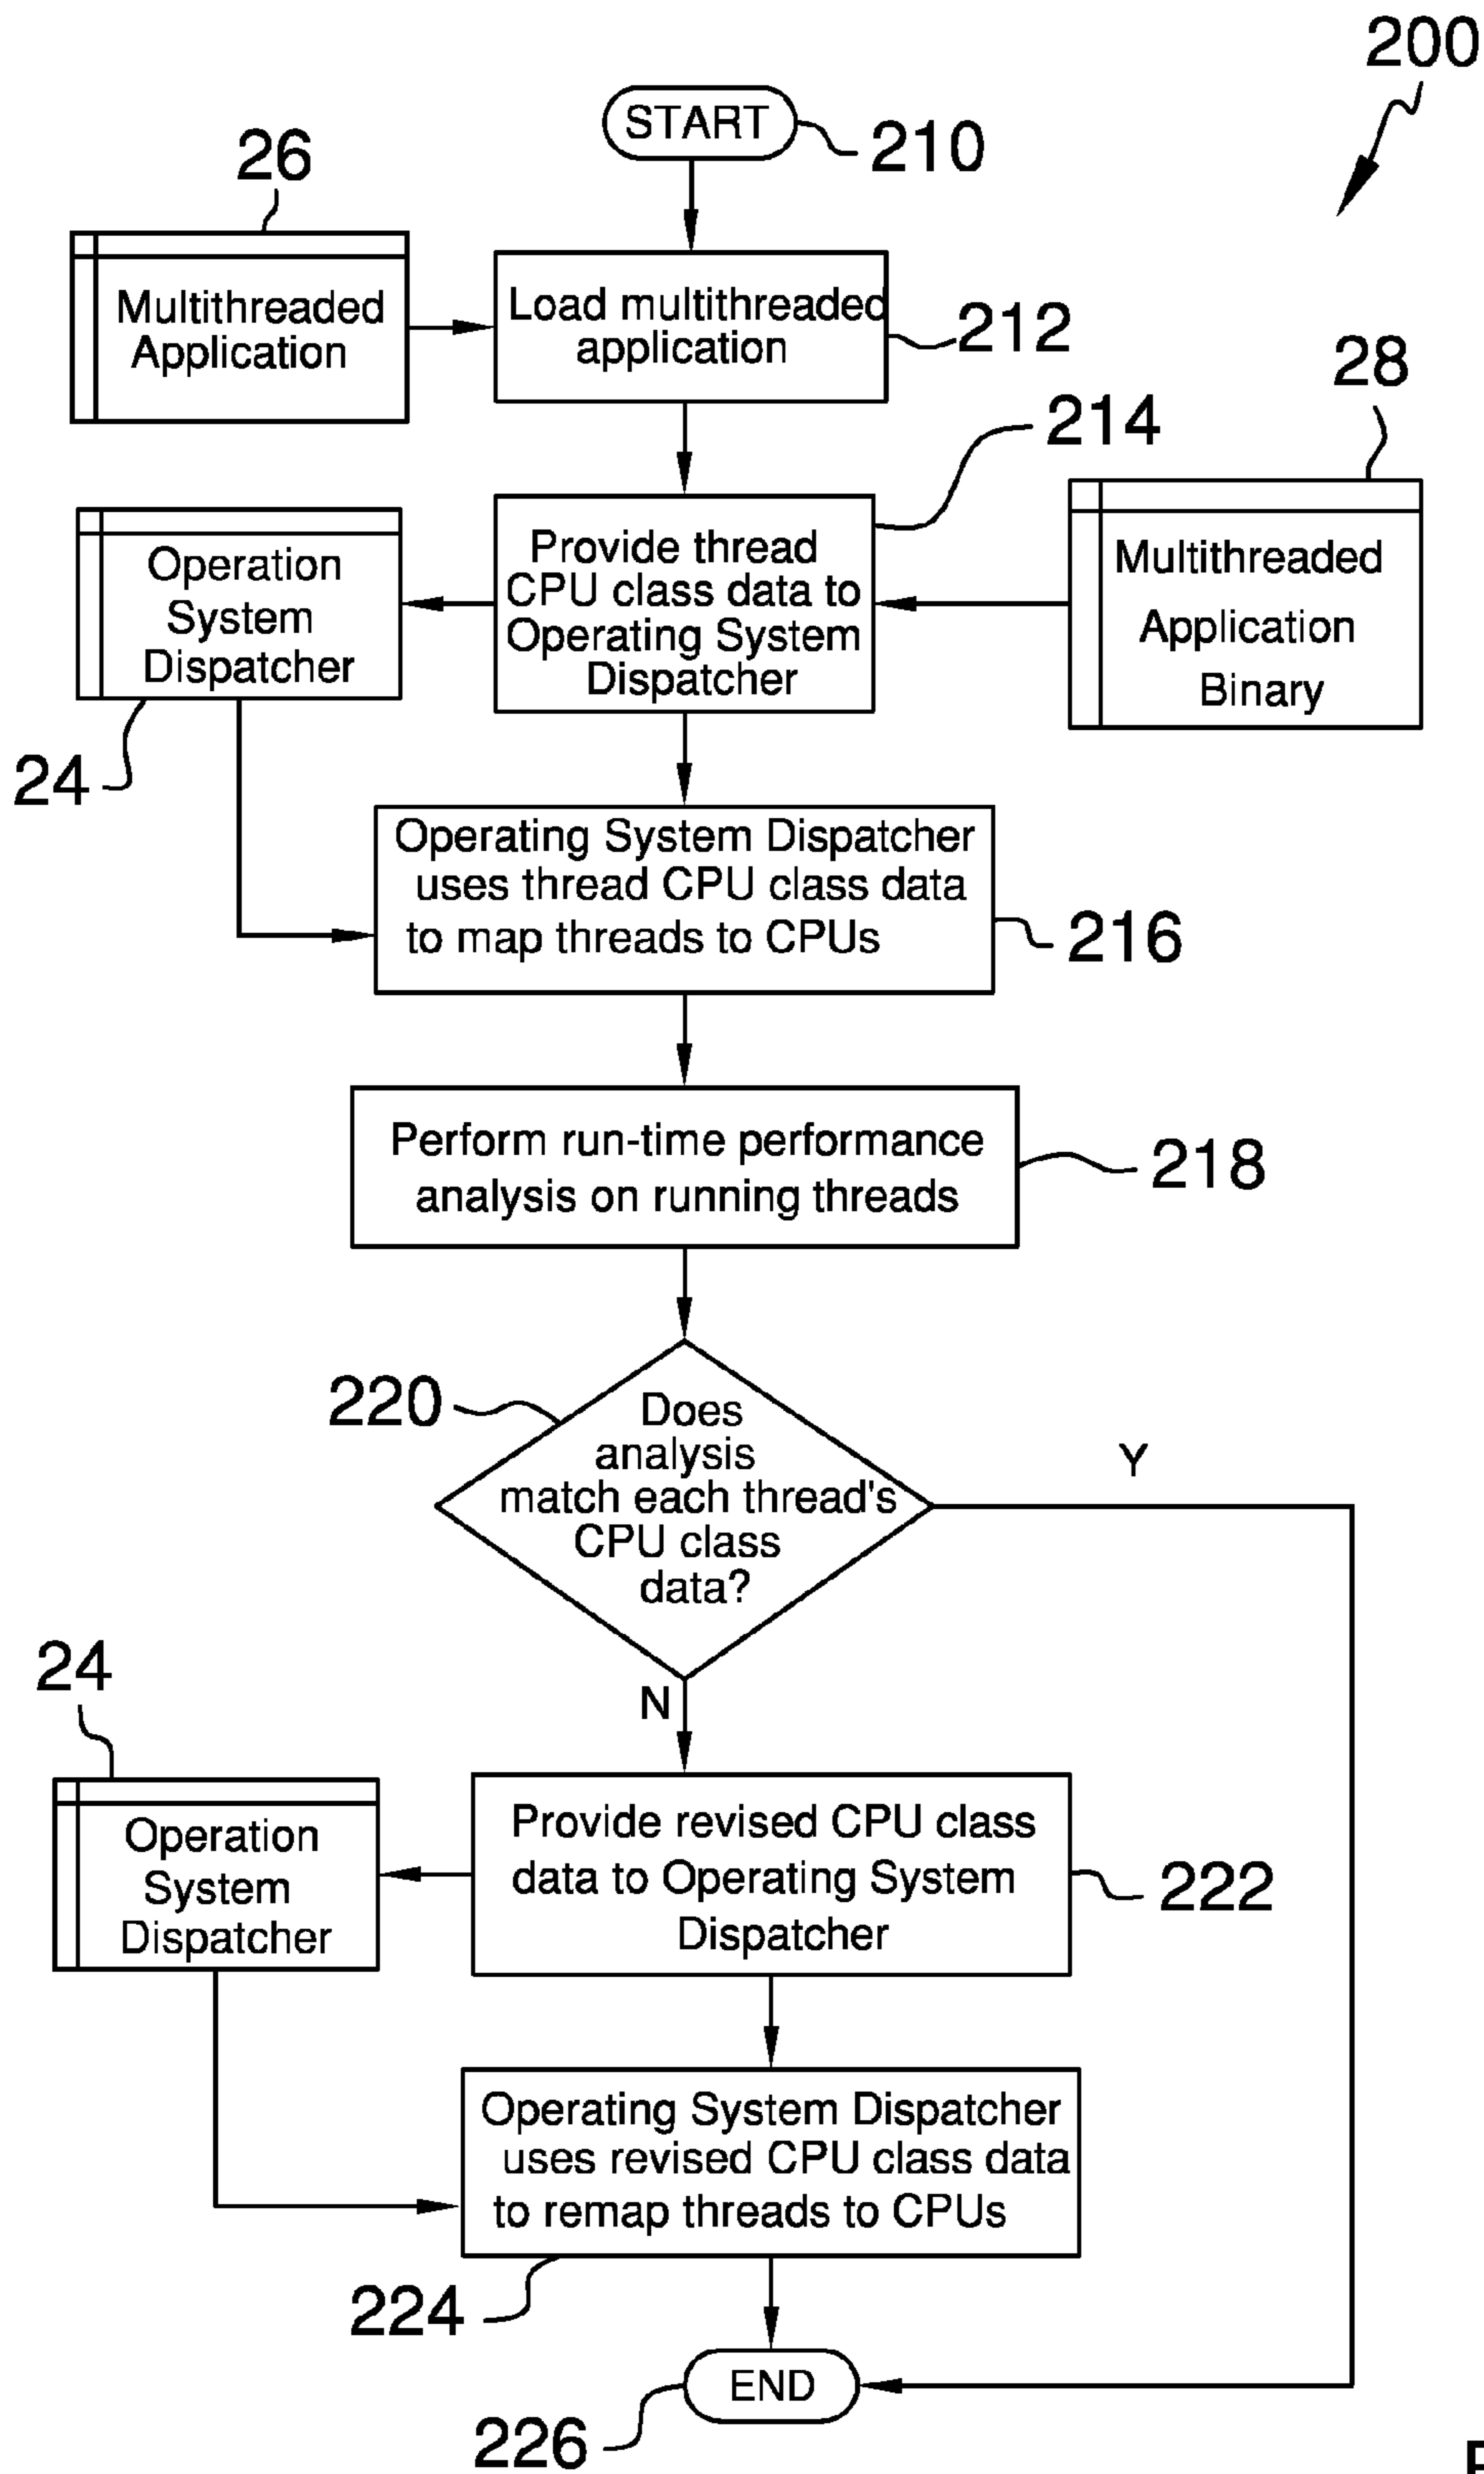 200
START
210
26
Multithreaded
Application
Load multithreaded
application
212
28
214
Operation
System
Dispatcher
24
Provide thread
CPU class data to
Operating System
Dispatcher
Multithreaded
Application
Binary
Operating System Dispatcher
uses thread CPU class data
to map threads to CPUs
216
Perform run-time performance
analysis on running threads
218
220
Does
analysis
match each thread's
CPU class
data?
Y
N
24
Operation
System
Dispatcher
Provide revised CPU class
data to Operating System
Dispatcher
222
Operating System Dispatcher
uses revised CPU class data
to remap threads to CPUs
224
END
226